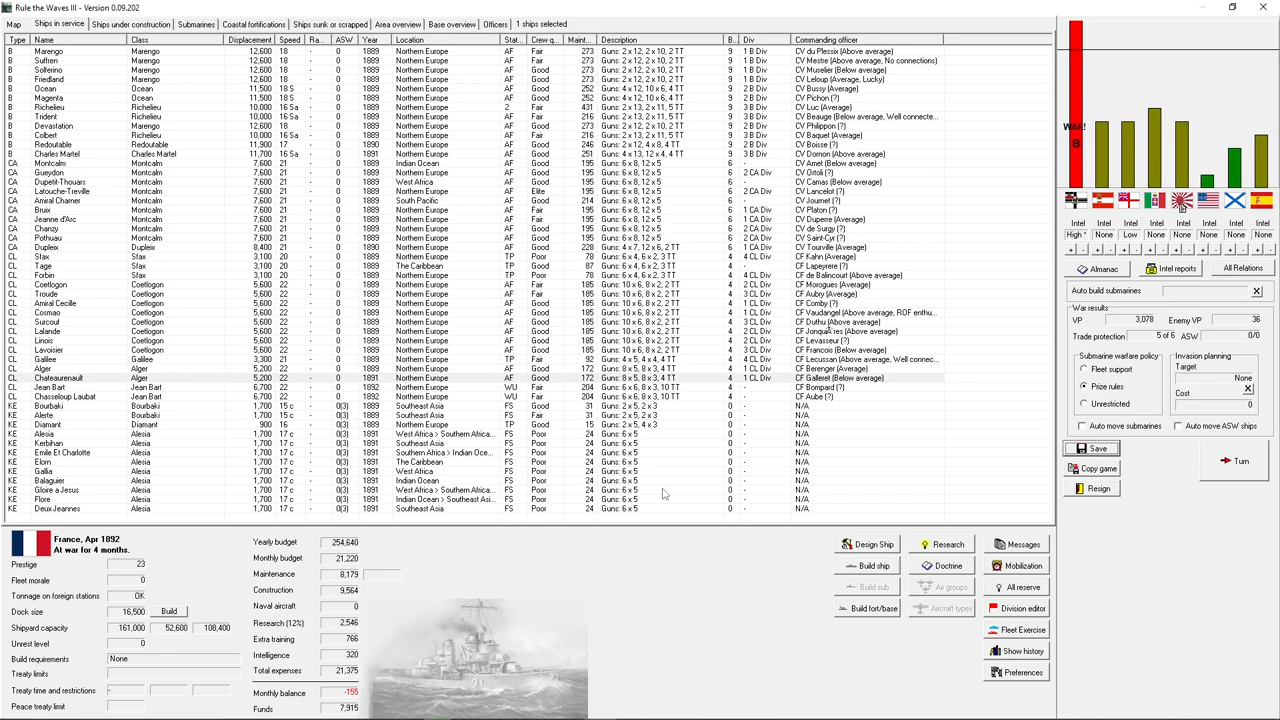 Rule the Waves III - Version 0.09.202
Map Ships in service Ships under construction Submarines Coastal fortifications Ships sunk or scrapped Area overview Base overview Officers 1 ships selected
Type Name Class Displacement Speed Ra... ASW Year Location Stat... Crew q... Maint... Description B... Div Commanding officer
B Marengo Marengo 12,600 18 - 0 1889 Northern Europe AF Fair 273 Guns: 2 x 12, 2 x 10, 2 TT 9 1 B Div CV du Plessix (Above average)
B Suffren Marengo 12,600 18 - 0 1889 Northern Europe AF Fair 273 Guns: 2 x 12, 2 x 10, 2 TT 9 1 B Div CV Mestre (Above average, No connections)
B Solferino Marengo 12,600 18 - 0 1889 Northern Europe AF Good 273 Guns: 2 x 12, 2 x 10, 2 TT 9 1 B Div CV Muselier (Below average)
B Friedland Marengo 12,600 18 - 0 1889 Northern Europe AF Good 273 Guns: 2 x 12, 2 x 10, 2 TT 9 1 B Div CV Leloup (Average, Lucky)
B Ocean Ocean 11,500 18 S - 0 1889 Northern Europe AF Good 252 Guns: 4 x 12, 10 x 6, 4 TT 9 2 B Div CV Bussy (Above average)
B Magenta Ocean 11,500 18 S - 0 1889 Northern Europe AF Good 252 Guns: 4 x 12, 10 x 6, 4 TT 9 2 B Div CV Pichon (?)
B Richelieu Richelieu 10,000 16 Sa - 0 1889 Northern Europe 2 Fair 431 Guns: 2 x 13, 2 x 11, 5 TT 9 3 B Div CV Luc (Average)
B Trident Richelieu 10,000 16 Sa - 0 1889 Northern Europe AF Fair 216 Guns: 2 x 13, 2 x 11, 5 TT 9 3 B Div CV Beauge (Below average, Well connecte...
B Devastation Marengo 12,600 18 - 0 1889 Northern Europe AF Good 273 Guns: 2 x 12, 2 x 10, 2 TT 9 2 B Div CV Philippon (?)
B Colbert Richelieu 10,000 16 Sa - 0 1889 Northern Europe AF Fair 216 Guns: 2 x 13, 2 x 11, 5 TT 9 3 B Div CV Baquet (Average)
B Redoutable Redoutable 11,900 17 - 0 1890 Northern Europe AF Good 246 Guns: 2 x 12, 4 x 8, 4 TT 9 2 B Div CV Boisse (?)
B Charles Martel Charles Martel 11,700 16 Sa - 0 1891 Northern Europe AF Good 251 Guns: 4 x 13, 12 x 4, 4 TT 9 3 B Div CV Dornon (Above average)
CA Montcalm Montcalm 7,600 21 - 0 1889 Indian Ocean AF Good 195 Guns: 6 x 8, 12 x 5 6 - CV Amet (Below average)
CA Gueydon Montcalm 7,600 21 - 0 1889 Northern Europe AF Good 195 Guns: 6 x 8, 12 x 5 6 2 CA Div CV Ortoli (?)
CA Dupetit-Thouars Montcalm 7,600 21 - 0 1889 West Africa AF Good 195 Guns: 6 x 8, 12 x 5 6 - CV Camas (Below average)
CA Latouche-Treville Montcalm 7,600 21 - 0 1889 Northern Europe AF Elite 195 Guns: 6 x 8, 12 x 5 6 2 CA Div CV Lancelot (?)
CA Amiral Charner Montcalm 7,600 21 - 0 1889 South Pacific AF Good 214 Guns: 6 x 8, 12 x 5 6 - CV Journet (?)
CA Bruix Montcalm 7,600 21 - 0 1889 Northern Europe AF Fair 195 Guns: 6 x 8, 12 x 5 6 1 CA Div CV Platon (?)
CA Jeanne d'Arc Montcalm 7,600 21 - 0 1889 Northern Europe AF Fair 195 Guns: 6 x 8, 12 x 5 6 1 CA Div CV Dupere (Average)
CA Chanzy Montcalm 7,600 21 - 0 1889 Northern Europe AF Good 195 Guns: 6 x 8, 12 x 5 6 2 CA Div CV de Surgy (?)
CA Pothuau Montcalm 7,600 21 - 0 1889 Northern Europe AF Good 195 Guns: 6 x 8, 12 x 5 6 2 CA Div CV Saint-Cyr (?)
CA Dupleix Dupleix 8,400 21 - 0 1889 Northern Europe AF Good 228 Guns: 4 x 7, 12 x 6, 2 TT 6 1 CA Div CV Tourville (Average)
CL Sfax Sfax 3,100 20 - 0 1889 Northern Europe TP Fair 78 Guns: 6 x 4, 6 x 2, 3 TT 4 4 CL Div CF Kahn (Average)
CL Tage Sfax 3,100 20 - 0 1889 The Caribbean TP Good 87 Guns: 6 x 4, 6 x 2, 3 TT 4 - CF Lapeyrere (?)
CL Forbin Sfax 3,100 20 - 0 1889 Northern Europe TP Poor 78 Guns: 6 x 4, 6 x 2, 3 TT 4 4 CL Div CF de Balincourt (Above average)
CL Coetlogon Coetlogon 5,600 22 - 0 1889 Northern Europe AF Fair 185 Guns: 10 x 6, 8 x 2, 2 TT 4 2 CL Div CF Morogues (Average)
CL Troude Coetlogon 5,600 22 - 0 1889 Northern Europe AF Fair 185 Guns: 10 x 6, 8 x 2, 2 TT 4 3 CL Div CF Aubry (Average)
CL Amiral Cecille Coetlogon 5,600 22 - 0 1889 Northern Europe AF Good 185 Guns: 10 x 6, 8 x 2, 2 TT 4 1 CL Div CF Comby (?)
CL Cosmao Coetlogon 5,600 22 - 0 1889 Northern Europe AF Good 185 Guns: 10 x 6, 8 x 2, 2 TT 4 1 CL Div CF Vaudangel (Above average, ROF enthu...
CL Surcouf Coetlogon 5,600 22 - 0 1889 Northern Europe AF Good 185 Guns: 10 x 6, 8 x 2, 2 TT 4 3 CL Div CF Duthu (Above average)
CL Lalande Coetlogon 5,600 22 - 0 1889 Northern Europe AF Good 185 Guns: 10 x 6, 8 x 2, 2 TT 4 2 CL Div CF Jonquieres (Above average)
CL Linois Coetlogon 5,600 22 - 0 1889 Northern Europe AF Good 185 Guns: 10 x 6, 8 x 2, 2 TT 4 2 CL Div CF Levasseur (?)
CL Lavoisier Coetlogon 5,600 22 - 0 1889 Northern Europe AF Good 185 Guns: 10 x 6, 8 x 2, 2 TT 4 3 CL Div CF Francois (Below average)
CL Galilee Galilee 3,300 21 - 0 1889 Northern Europe TP Fair 92 Guns: 4 x 5, 4 x 4, 4 TT 4 4 CL Div CF Lecussan (Average, Well connec...
CL Alger Alger 5,200 22 - 0 1889 Northern Europe AF Good 172 Guns: 8 x 5, 8 x 3, 4 TT 4 1 CL Div CF Berenger (Average)
CL Chateaurenault Alger 5,200 22 - 0 1891 Northern Europe AF Good 172 Guns: 8 x 5, 8 x 3, 4 TT 4 1 CL Div CF Galleret (Below average)
CL Jean Bart Jean Bart 6,700 22 - 0 1892 Northern Europe WU Fair 204 Guns: 6 x 6, 8 x 3, 10 TT 4 - CF Bompard (?)
CL Chasseloup Laubat Jean Bart 6,700 22 - 0 1892 Northern Europe WU Fair 204 Guns: 6 x 6, 8 x 3, 10 TT 4 - CF Aube (?)
KE Bourbaki Bourbaki 1,700 15 c - 0(3) 1889 Southeast Asia FS Good 31 Guns: 2 x 5, 2 x 3 0 - N/A
KE Alerte Bourbaki 1,700 15 c - 0(3) 1889 Southeast Asia FS Fair 31 Guns: 2 x 5, 2 x 3 0 - N/A
KE Diamant Diamant 900 16 - 0(3) 1889 Northern Europe TP Good 15 Guns: 2 x 5, 4 x 3 0 - N/A
KE Alesia Alesia 1,700 17 c - 0(3) 1891 West Africa > Southern Africa... FS Poor 24 Guns: 6 x 5 0 - N/A
KE Kerbihan Alesia 1,700 17 c - 0(3) 1891 Southeast Asia FS Poor 24 Guns: 6 x 5 0 - N/A
KE Emile Et Charlotte Alesia 1,700 17 c - 0(3) 1891 Southern Africa > Indian Oce... FS Poor 24 Guns: 6 x 5 0 - N/A
KE Elorn Alesia 1,700 17 c - 0(3) 1891 The Caribbean FS Poor 24 Guns: 6 x 5 0 - N/A
KE Gallia Alesia 1,700 17 c - 0(3) 1891 West Africa FS Poor 24 Guns: 6 x 5 0 - N/A
KE Balaguier Alesia 1,700 17 c - 0(3) 1891 Indian Ocean FS Poor 24 Guns: 6 x 5 0 - N/A
KE Gloire a Jesus Alesia 1,700 17 c - 0(3) 1891 West Africa > Southern Africa... FS Poor 24 Guns: 6 x 5 0 - N/A
KE Flore Alesia 1,700 17 c - 0(3) 1891 Indian Ocean > Southeast Asi... FS Poor 24 Guns: 6 x 5 0 - N/A
KE Deux Jeannes Alesia 1,700 17 c - 0(3) 1891 Southeast Asia FS Poor 24 Guns: 6 x 5 0 - N/A
WAR!
B
Intel Intel Intel Intel Intel Intel Intel Intel
High * None Low None None None None None
+ - + - + - + - + - + - + - + -
Almanac Intel reports All Relations
Auto build submarines
War results
VP 3,078 Enemy VP 36
Trade protection 5 of 6 ASW 0/0
Submarine warfare policy Invasion planning
Fleet support Target
None
Prize rules Cost
Unrestricted 0
Auto move submarines Auto move ASW ships
Save
Copy game Turn
Resign
France, Apr 1892
At war for 4 months.
Prestige 23
Fleet morale 0
Tonnage on foreign stations OK
Dock size 16,500 Build
Shipyard capacity 161,000 52,600 108,400
Unrest level 0
Build requirements None
Treaty limits
Treaty time and restrictions -
Peace treaty limit
Yearly budget 254,640
Monthly budget 21,220
Maintenance 8,179
Construction 9,564
Naval aircraft 0
Research (12%) 2,546
Extra training 766
Intelligence 320
Total expenses 21,375
Monthly balance -155
Funds 7,915
Design Ship Research Messages
Build ship Doctrine Mobilization
Build sub Air groups All reserve
Build fort/base Aircraft types Division editor
Fleet Exercise
Show history
Preferences